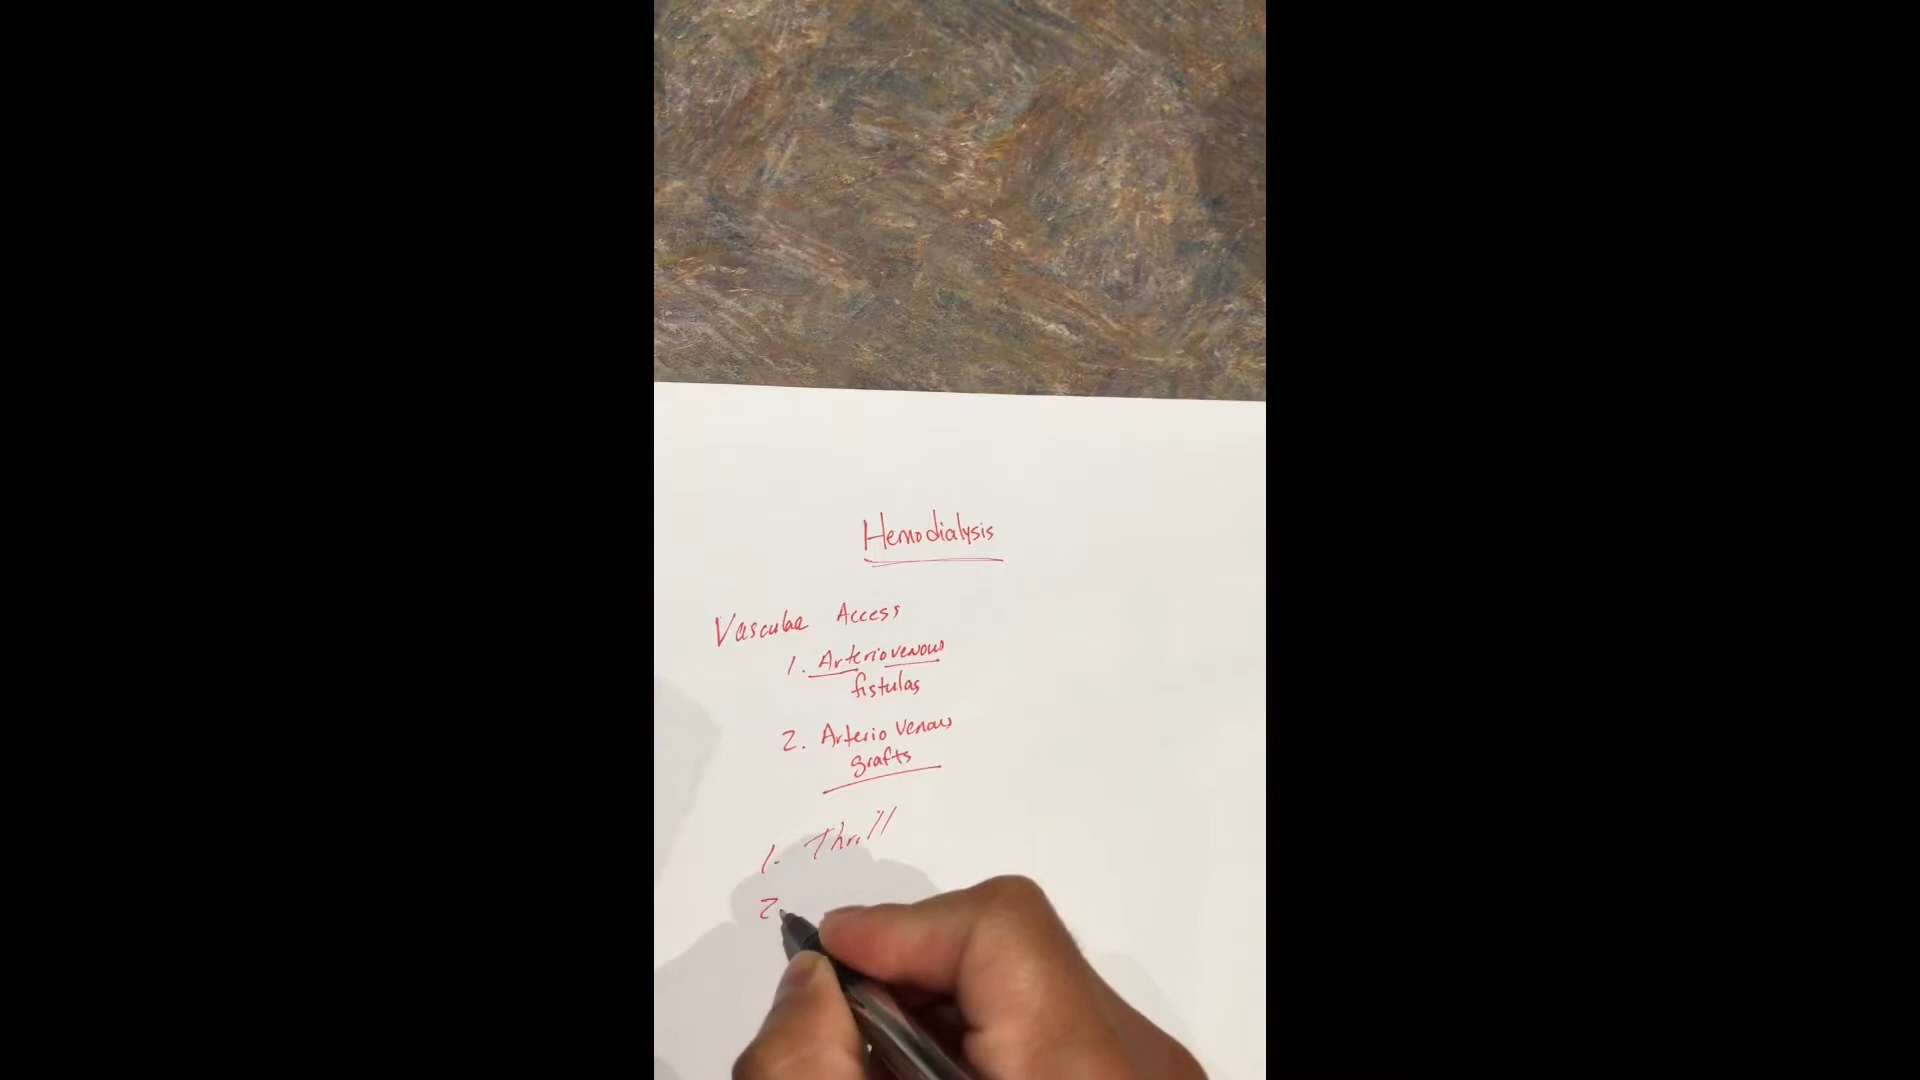 Hemodialysis
Vascular Access
1. Arteriovenous
fistulas
2. Arterio Venous
grafts
1. Thrill
2.